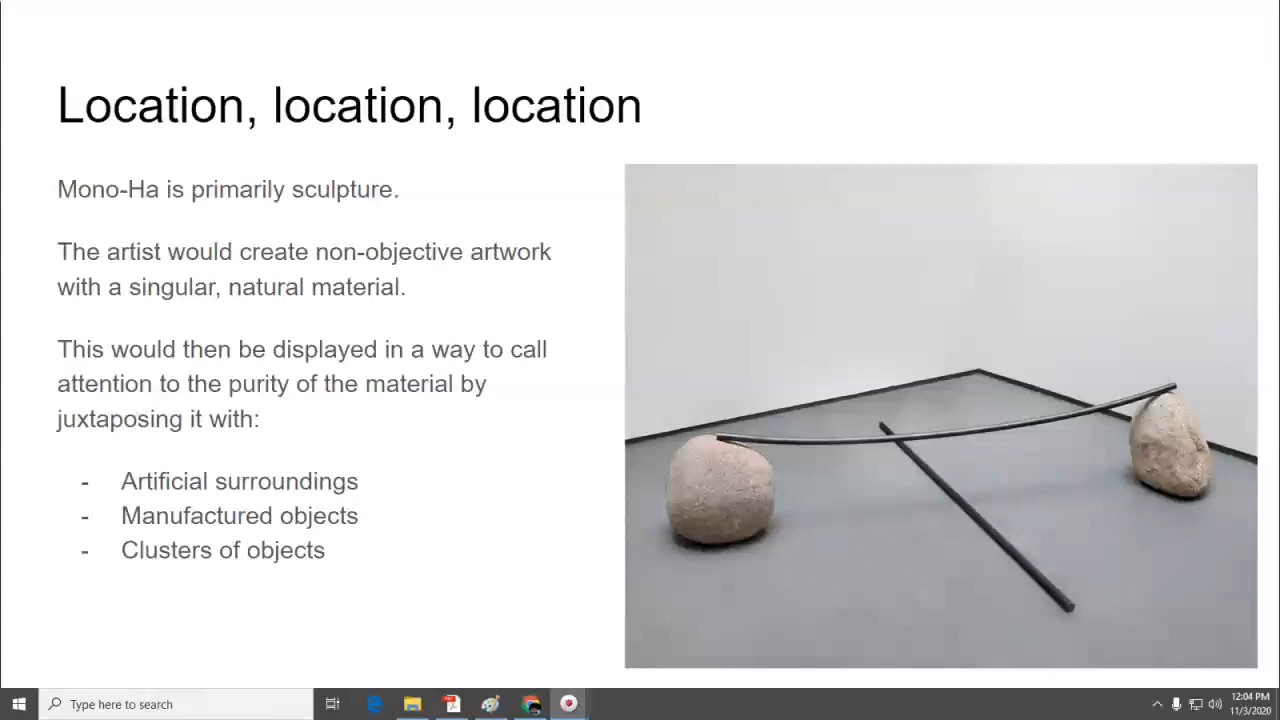 Location, location, location
Mono-Ha is primarily sculpture.
The artist would create non-objective artwork
with a singular, natural material.
This would then be displayed in a way to call
attention to the purity of the material by
juxtaposing it with:
- Artificial surroundings
- Manufactured objects
- Clusters of objects
Type here to search
12:04 PM
11/3/2020